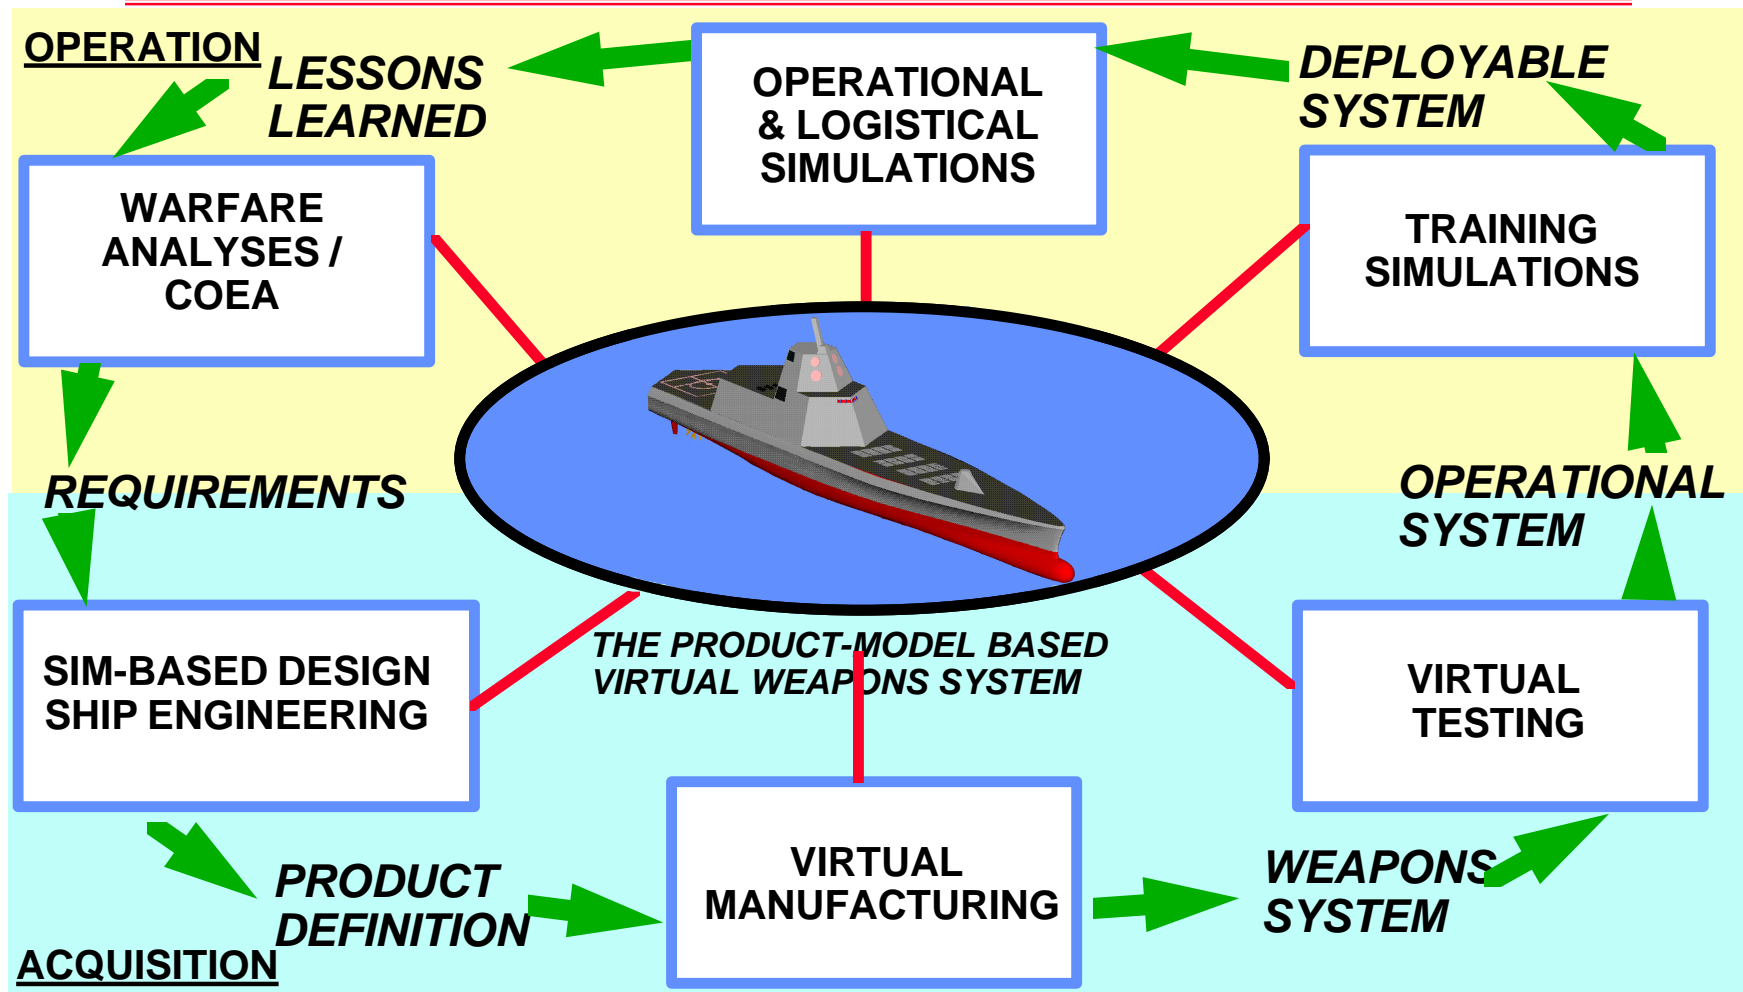 OPERATION
LESSONS
LEARNED
OPERATIONAL
& LOGISTICAL
SIMULATIONS
DEPLOYABLE
SYSTEM
WARFARE
ANALYSES /
COEA
TRAINING
SIMULATIONS
REQUIREMENTS
OPERATIONAL
SYSTEM
THE PRODUCT-MODEL BASED
VIRTUAL WEAPONS SYSTEM
SIM-BASED DESIGN
SHIP ENGINEERING
VIRTUAL
TESTING
PRODUCT
DEFINITION
VIRTUAL
MANUFACTURING
WEAPONS
SYSTEM
ACQUISITION